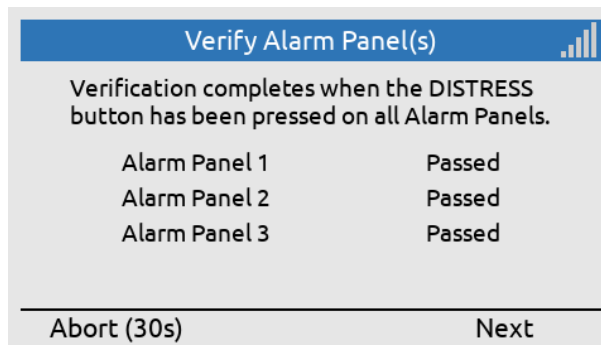 Verify Alarm Panel(s)
Verification completes when the DISTRESS
button has been pressed on all Alarm Panels.
Alarm Panel 1 Passed
Alarm Panel 2 Passed
Alarm Panel 3 Passed
Abort (30s) Next